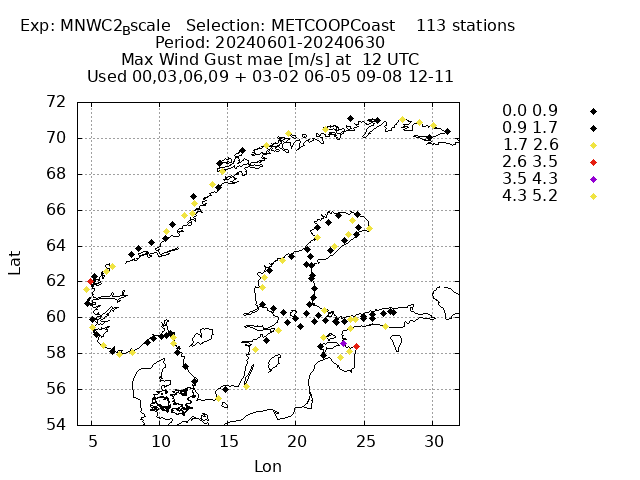 Exp: MNWC2_Bscale Selection: METCOOPCoast 113 stations
Period: 20240601-20240630
Max Wind Gust mae [m/s] at 12 UTC
Used 00,03,06,09 + 03-02 06-05 09-08 12-11
72
70
68
66
64
62
60
58
56
54
5 10 15 20 25 30
Lat
Lon
0.0 0.9
0.9 1.7
1.7 2.6
2.6 3.5
3.5 4.3
4.3 5.2